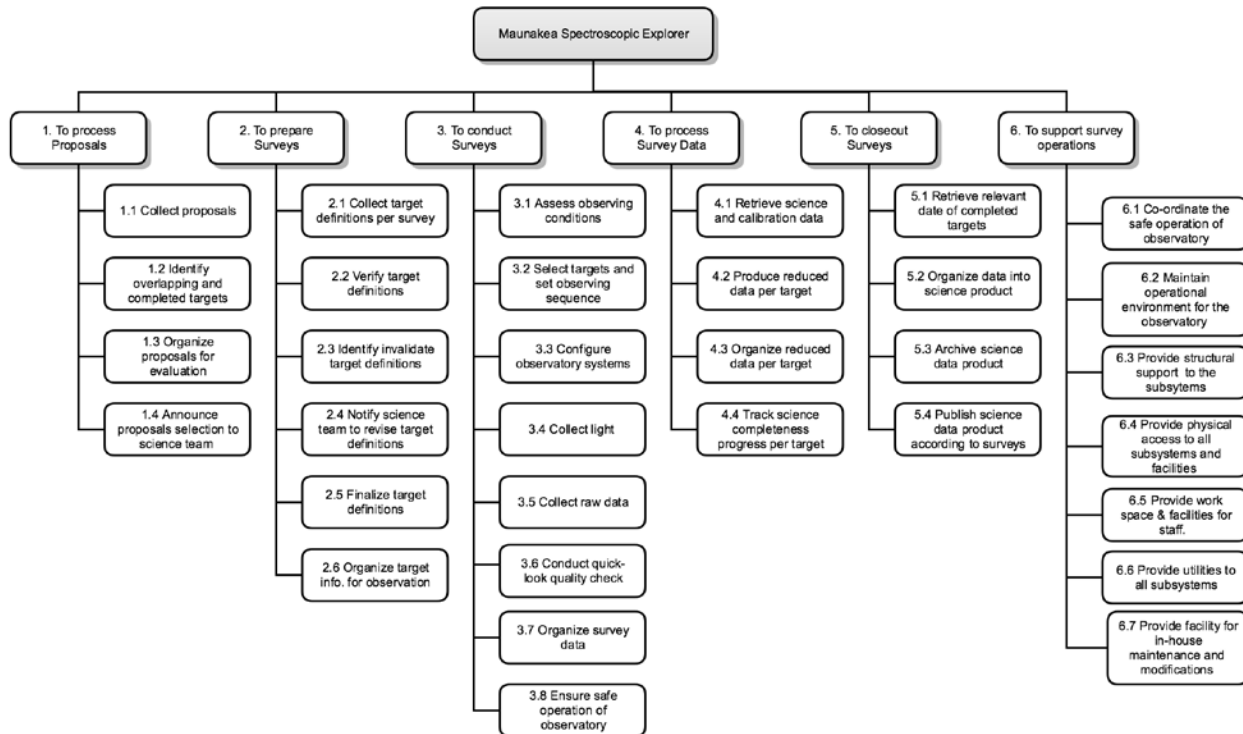 Maunakea Spectroscopic Explorer
1. To process
Proposals
2. To prepare
Surveys
3. To conduct
Surveys
4. To process
Survey Data
5. To closeout
Surveys
6. To support survey
operations
1.1 Collect proposals
1.2 Identify
overlapping and
completed targets
1.3 Organize
proposals for
evaluation
1.4 Announce
proposals selection to
science team
2.1 Collect target
definitions per survey
2.2 Verify target
definitions
2.3 Identify invalidate
target definitions
2.4 Notify science
team to revise target
definitions
2.5 Finalize target
definitions
2.6 Organize target
info. for observation
3.1 Assess observing
conditions
3.2 Select targets and
set observing
sequence
3.3 Configure
observatory systems
3.4 Collect light
3.5 Collect raw data
3.6 Conduct quick-
look quality check
3.7 Organize survey
data
3.8 Ensure safe
operation of
observatory
4.1 Retrieve science
and calibration data
4.2 Produce
reduced data per
target
4.3 Organize reduced
data per target
4.4 Track science
completeness
progress per target
5.1 Retrieve relevant
date of completed
targets
5.2 Organize data into
science product
5.3 Archive science
data product
5.4 Publish science
data product
according to surveys
6.1 Co-ordinate the
safe operation of
observatory
6.2 Maintain
operational
environment for the
observatory
6.3 Provide structural
support to the
subsytems
6.4 Provide physical
access to all
subsystems and
facilities
6.5 Provide work
space & facilities for
staff.
6.6 Provide utilities to
all subsystems
6.7 Provide facility for
in-house
maintenance and
modifications